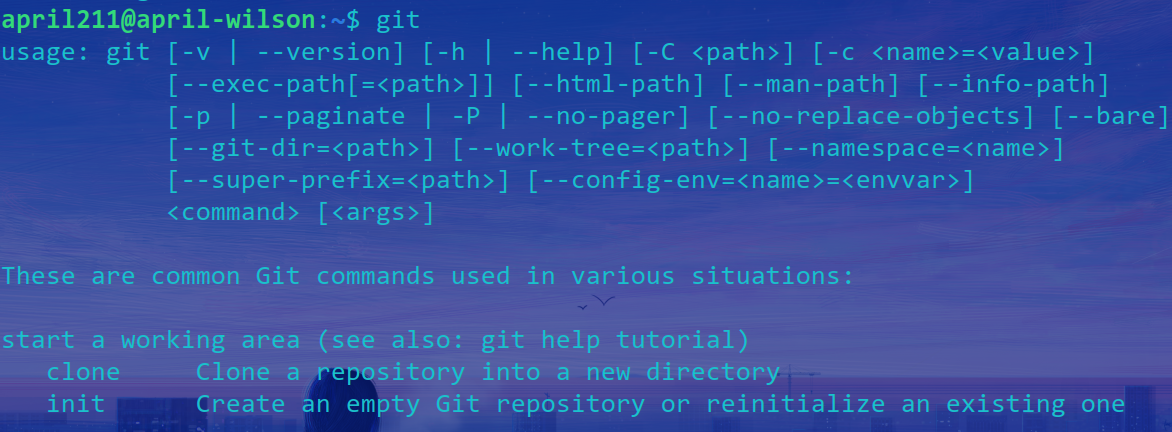 april211@april-wilson:~$ git
usage: git [-v | --version] [-h | --help] [-C <path>] [-c <name>=<value>]
           [--exec-path[=<path>]] [--html-path] [--man-path] [--info-path]
           [-p | --paginate | -P | --no-pager] [--no-replace-objects] [--bare]
           [--git-dir=<path>] [--work-tree=<path>] [--namespace=<name>]
           [--super-prefix=<path>] [--config-env=<name>=<envvar>]
           <command> [<args>]

These are common Git commands used in various situations:

start a working area (see also: git help tutorial)
   clone     Clone a repository into a new directory
   init      Create an empty Git repository or reinitialize an existing one